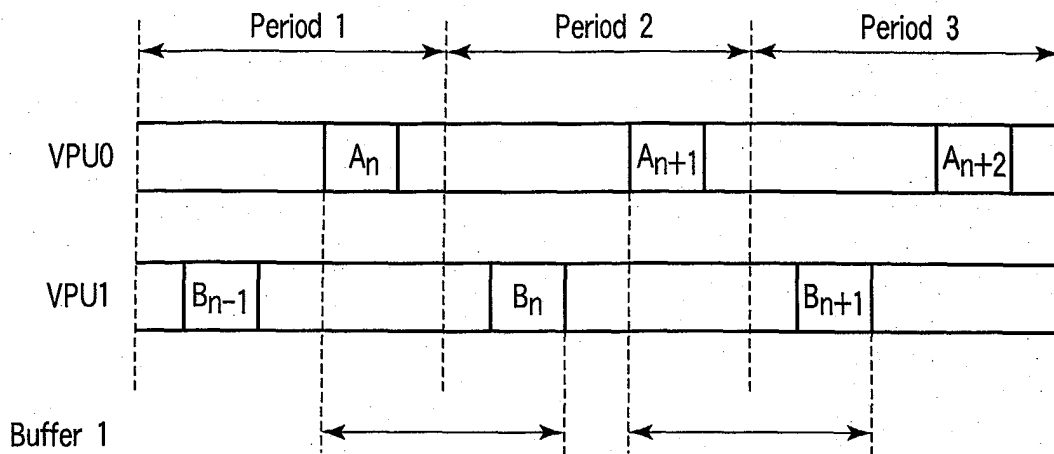 Period 1 Period 2 Period 3
VPU0 Aₙ Aₙ₊₁ Aₙ₊₂
VPU1 Bₙ₋₁ Bₙ Bₙ₊₁
Buffer 1